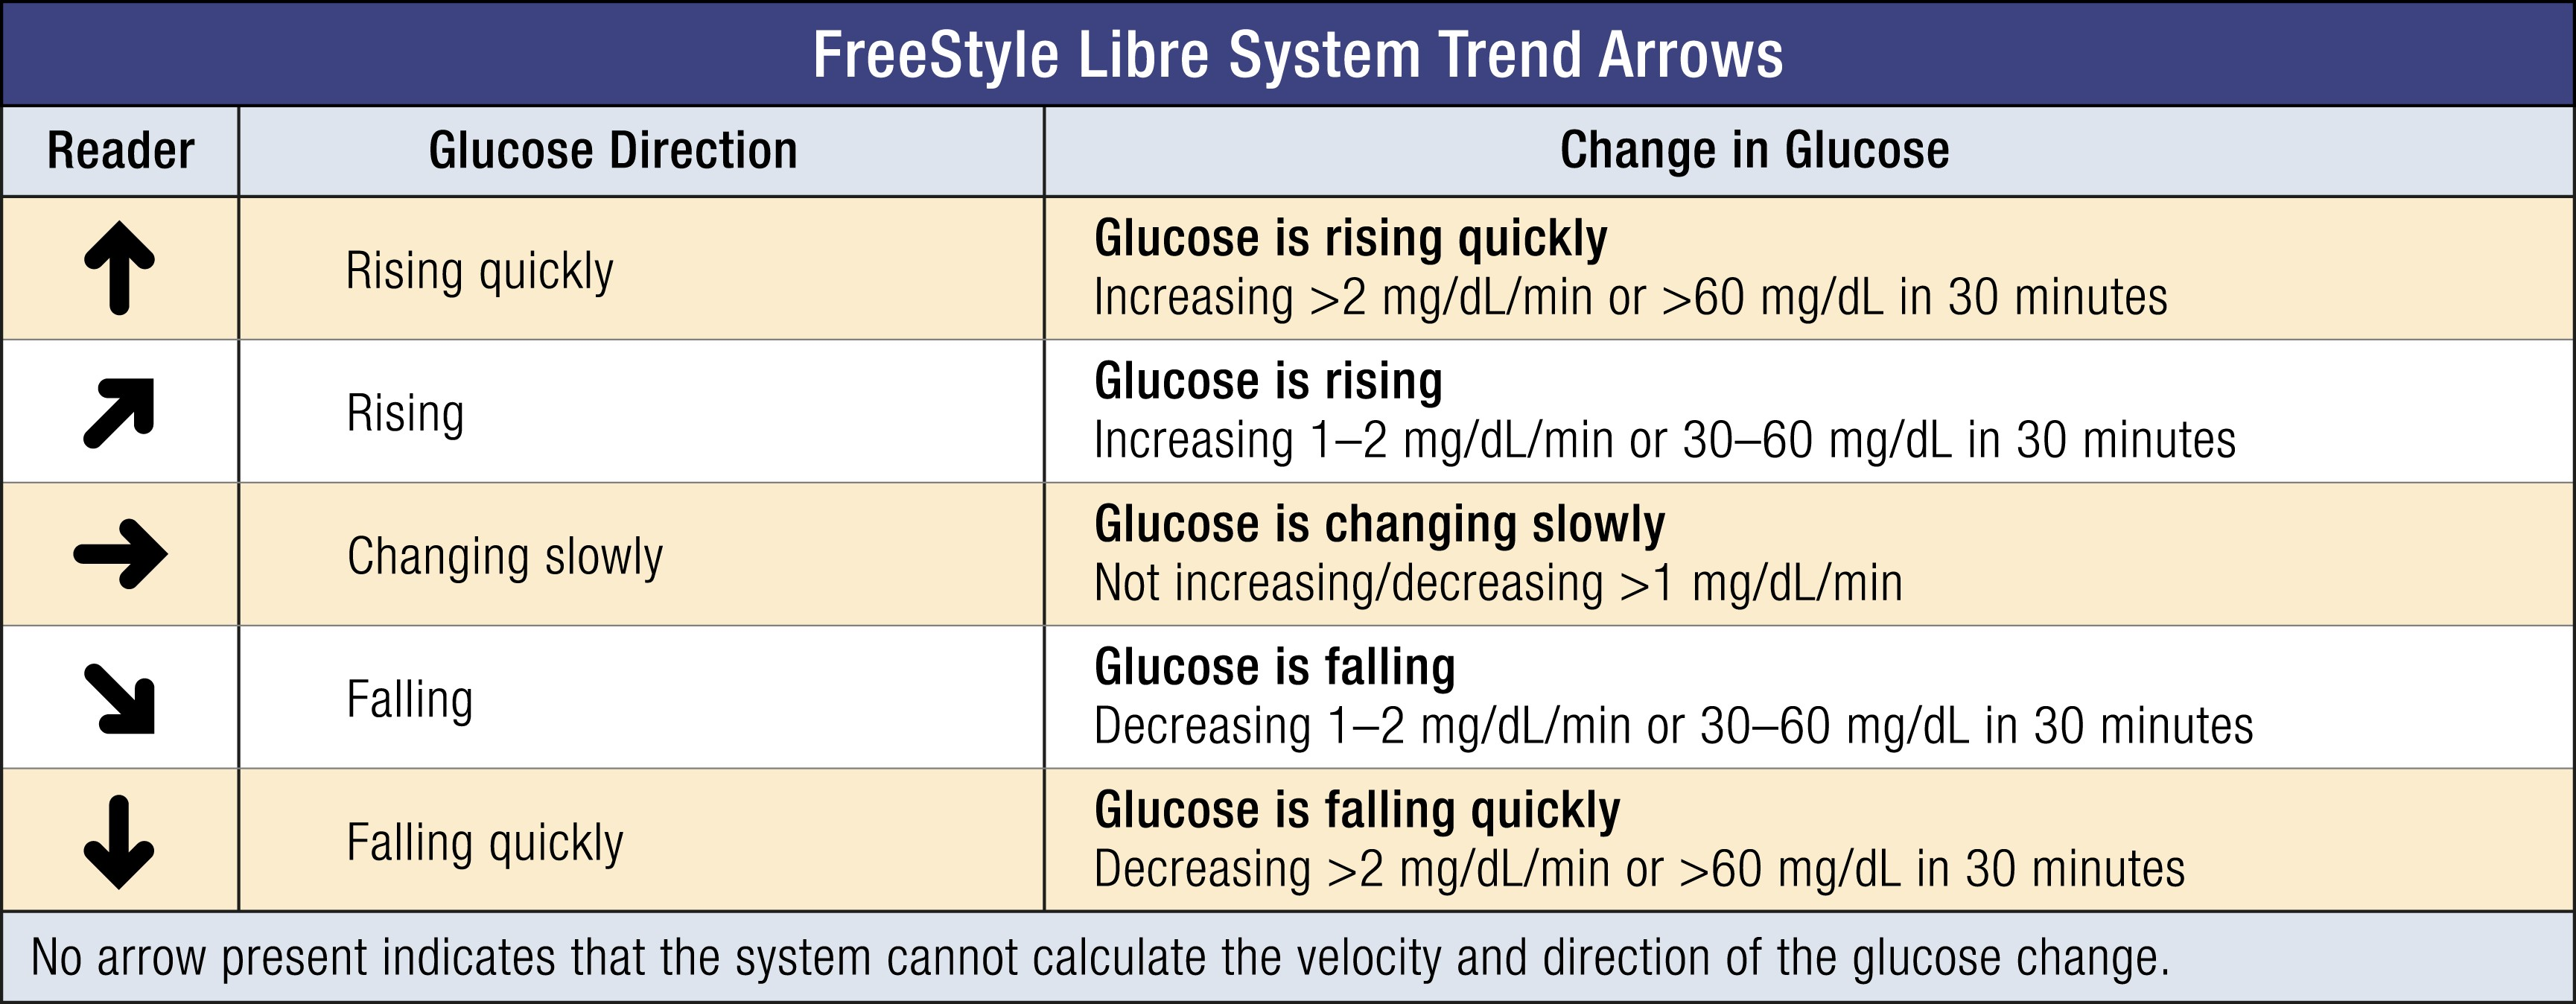 FreeStyle Libre System Trend Arrows
Reader Glucose Direction Change in Glucose
Rising quickly
Glucose is rising quickly
Increasing >2 mg/dL/min or >60 mg/dL in 30 minutes
Rising
Glucose is rising
Increasing 1–2 mg/dL/min or 30–60 mg/dL in 30 minutes
Changing slowly
Glucose is changing slowly
Not increasing/decreasing >1 mg/dL/min
Falling
Glucose is falling
Decreasing 1–2 mg/dL/min or 30–60 mg/dL in 30 minutes
Falling quickly
Glucose is falling quickly
Decreasing >2 mg/dL/min or >60 mg/dL in 30 minutes
No arrow present indicates that the system cannot calculate the velocity and direction of the glucose change.